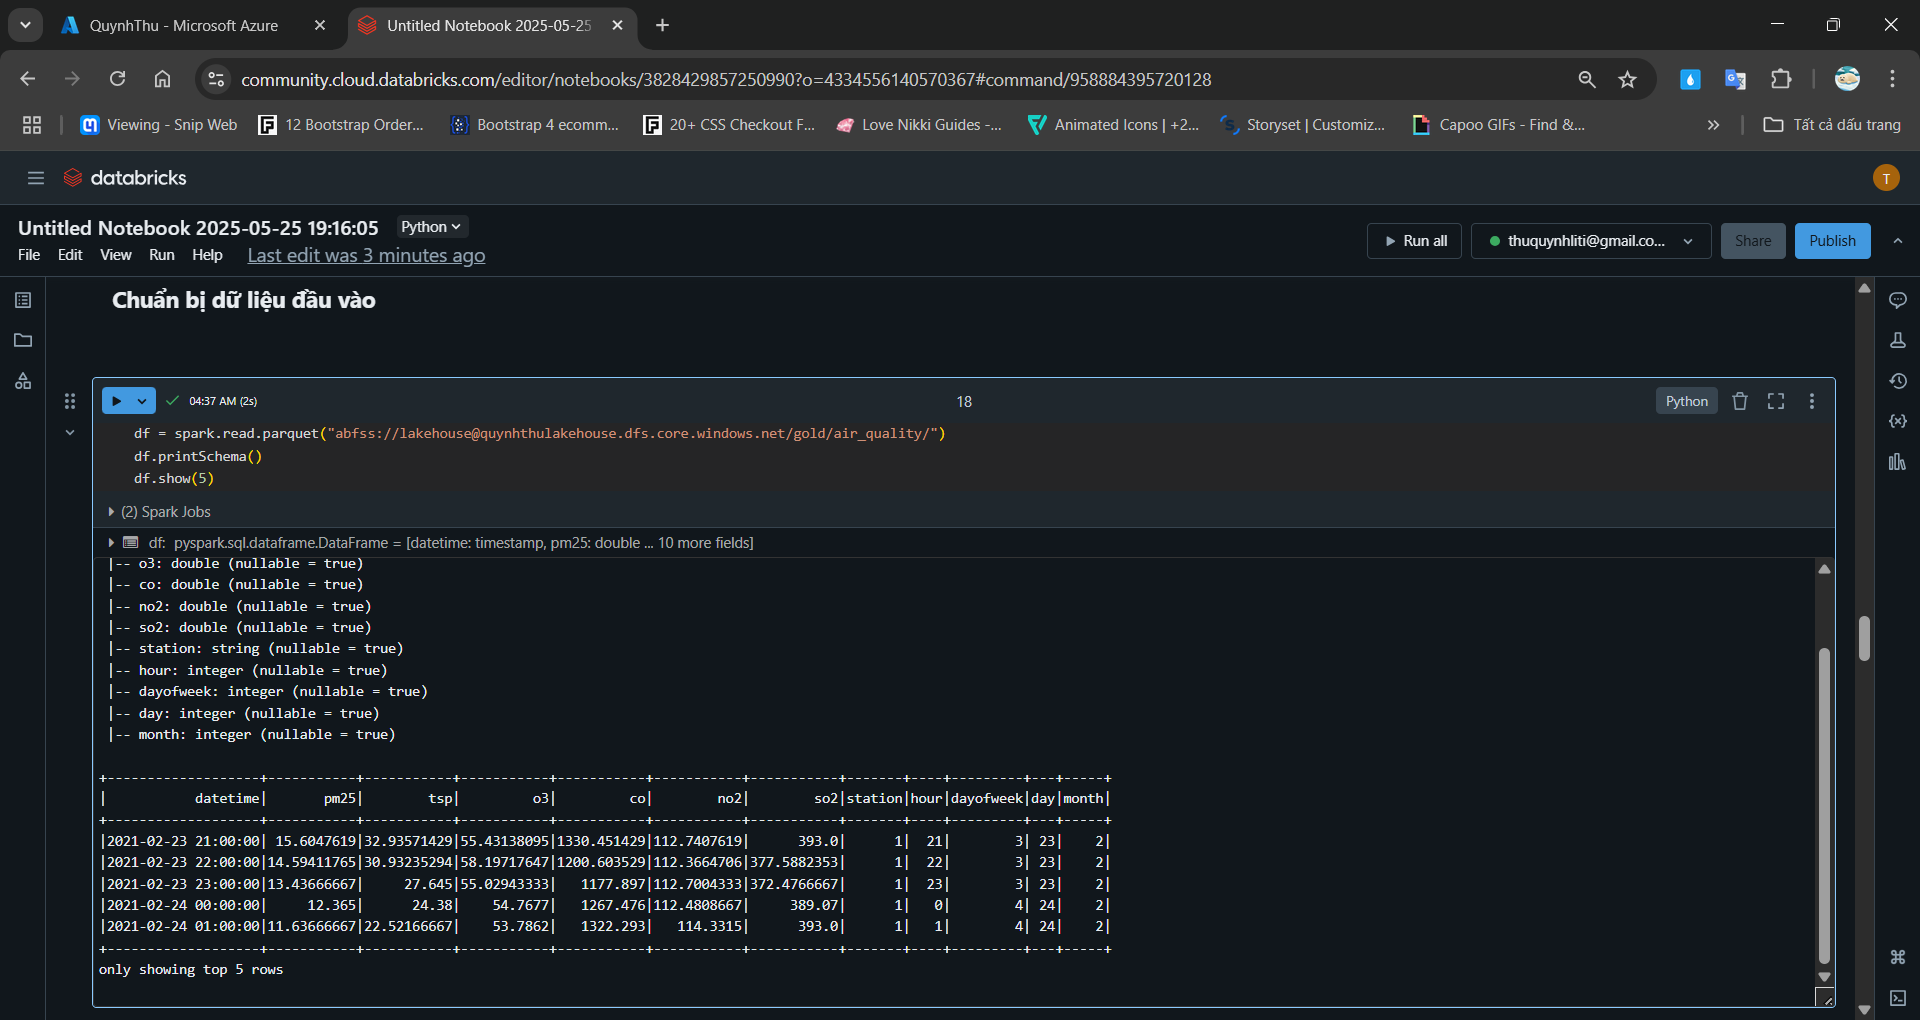 QuynhThu - Microsoft Azure
Untitled Notebook 2025-05-25
community.cloud.databricks.com/editor/notebooks/3828429857250990?o=4334556140570367#command/958884395720128
Viewing - Snip Web
12 Bootstrap Order...
Bootstrap 4 ecomm...
20+ CSS Checkout F...
Love Nikki Guides -...
Animated Icons | +2...
Storyset | Customiz...
Capoo GIFs - Find &...
Tất cả dấu trang
databricks
T
Untitled Notebook 2025-05-25 19:16:05
Python
File Edit View Run Help Last edit was 3 minutes ago
Run all
thuquynhliti@gmail.co...
Share
Publish
Chuẩn bị dữ liệu đầu vào
04:37 AM (2s)
18
Python
df = spark.read.parquet("abfss://lakehouse@quynhthulakehouse.dfs.core.windows.net/gold/air_quality/")
df.printSchema()
df.show(5)
(2) Spark Jobs
df: pyspark.sql.dataframe.DataFrame = [datetime: timestamp, pm25: double ... 10 more fields]
|-- o3: double (nullable = true)
|-- co: double (nullable = true)
|-- no2: double (nullable = true)
|-- so2: double (nullable = true)
|-- station: string (nullable = true)
|-- hour: integer (nullable = true)
|-- dayofweek: integer (nullable = true)
|-- day: integer (nullable = true)
|-- month: integer (nullable = true)
+-------------------+-----------+-----------+-----------+-----------+-----------+-----------+-------+----+---------+---+-----+
|           datetime|       pm25|        tsp|         o3|         co|        no2|        so2|station|hour|dayofweek|day|month|
+-------------------+-----------+-----------+-----------+-----------+-----------+-----------+-------+----+---------+---+-----+
|2021-02-23 21:00:00| 15.6047619|32.93571429|55.43138095|1330.451429|112.7407619|      393.0|      1|  21|        3| 23|    2|
|2021-02-23 22:00:00|14.59411765|30.93235294|58.19717647|1200.603529|112.3664706|377.5882353|      1|  22|        3| 23|    2|
|2021-02-23 23:00:00|13.43666667|     27.645|55.02943333|   1177.897|112.7004333|372.4766667|      1|  23|        3| 23|    2|
|2021-02-24 00:00:00|     12.365|      24.38|    54.7677|   1267.476|112.4808667|     389.07|      1|   0|        4| 24|    2|
|2021-02-24 01:00:00|11.63666667|22.52166667|    53.7862|   1322.293|   114.3315|      393.0|      1|   1|        4| 24|    2|
+-------------------+-----------+-----------+-----------+-----------+-----------+-----------+-------+----+---------+---+-----+
only showing top 5 rows